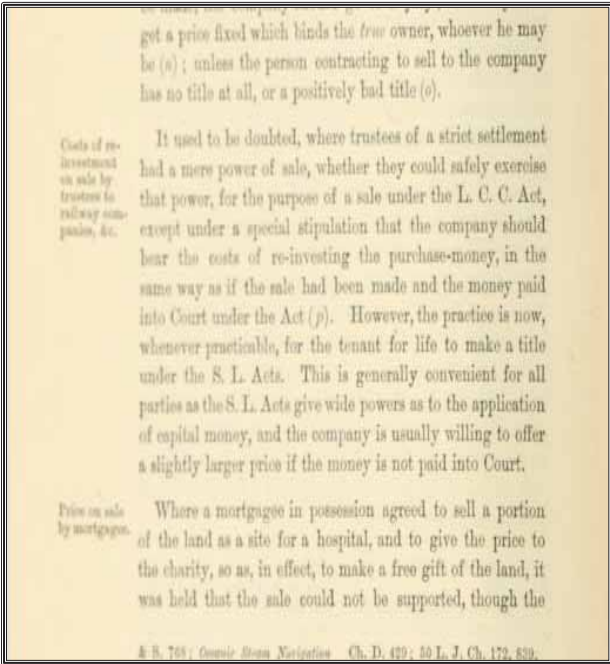 get a price fixed which binds the true owner, whoever he may
be (n); unless the person contracting to sell to the company
has no title at all, or a positively bad title (o).
Costs of re-
investment
on sale by
trustees to
railway com-
panies, &c.
It used to be doubted, where trustees of a strict settlement
had a mere power of sale, whether they could safely exercise
that power, for the purpose of a sale under the L. C. C. Act,
except under a special stipulation that the company should
bear the costs of re-investing the purchase-money, in the
same way as if the sale had been made and the money paid
into Court under the Act (p). However, the practice is now,
whenever practicable, for the tenant for life to make a title
under the S. L. Acts. This is generally convenient for all
parties as the S. L. Acts give wide powers as to the application
of capital money, and the company is usually willing to offer
a slightly larger price if the money is not paid into Court.
Price on sale
by mortgagee.
Where a mortgagee in possession agreed to sell a portion
of the land as a site for a hospital, and to give the price to
the charity, so as, in effect, to make a free gift of the land, it
was held that the sale could not be supported, though the
& B. 768; Steam Navigation Ch. D. 429; 50 L. J. Ch. 172, 839.